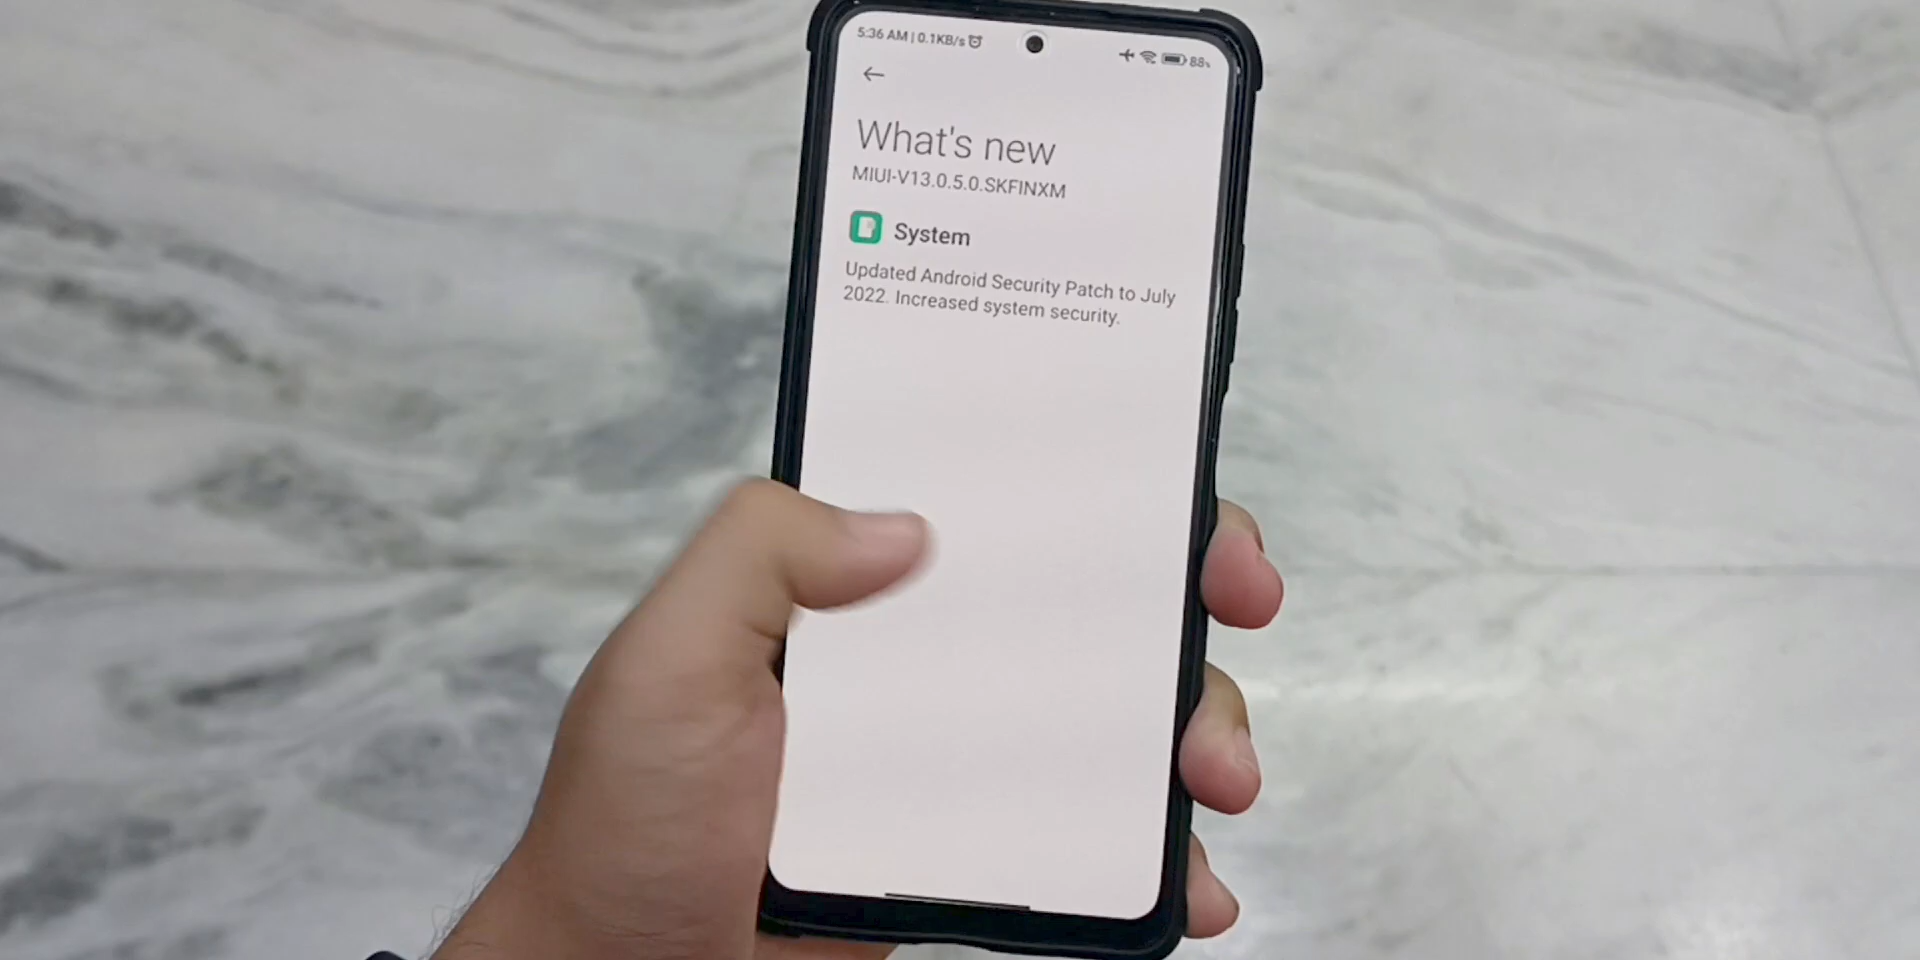 5:36 AM | 0.1KB/s
88%
What's new
MIUI-V13.0.5.0.SKFINXM
System
Updated Android Security Patch to July
2022. Increased system security.